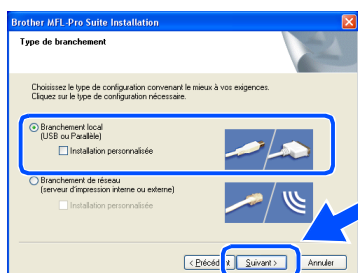 Brother MFL-Pro Suite Installation
Type de branchement
Choisissez le type de configuration convenant le mieux à vos exigences.
Cliquez sur le type de configuration nécessaire.
Branchement local
(USB ou Parallèle)
Installation personnalisée
Branchement de réseau
(serveur d'impression interne ou externe)
Installation personnalisée
< Précédent
Suivant >
Annuler